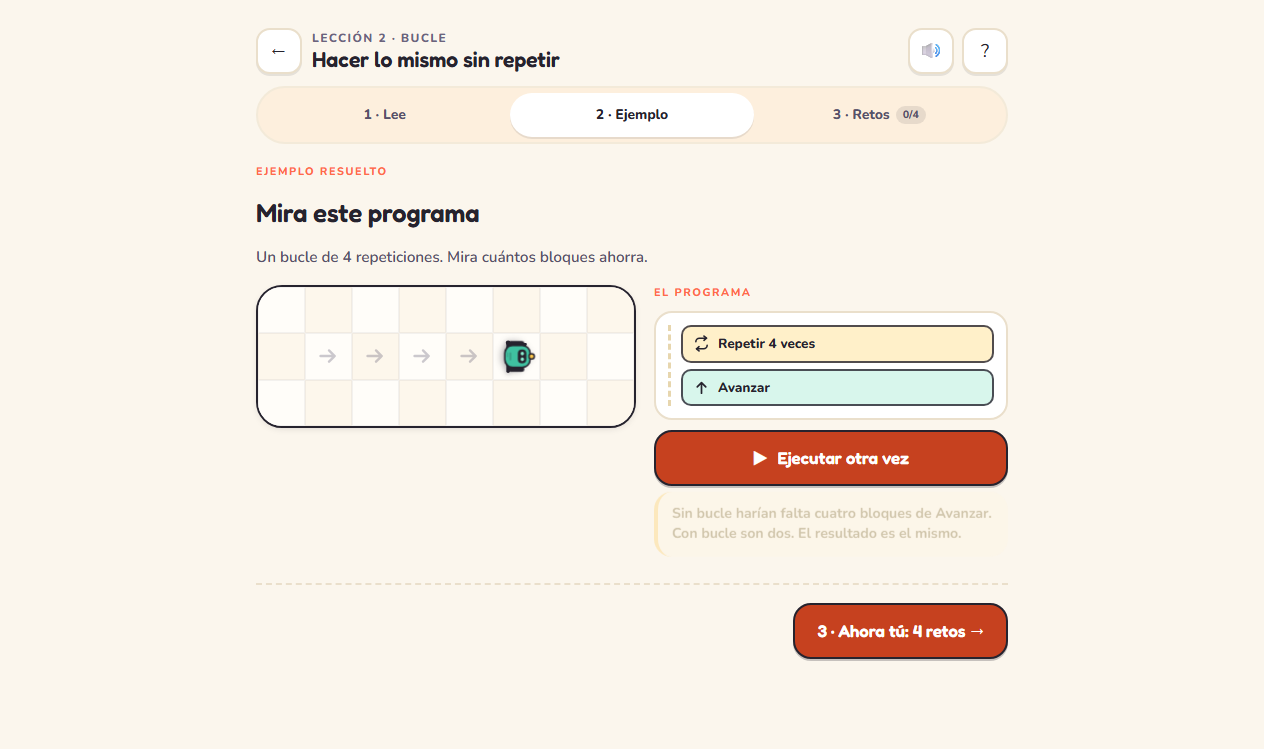 ←
LECCIÓN 2 · BUCLE
Hacer lo mismo sin repetir
?
1 · Lee
2 · Ejemplo
3 · Retos 0/4
EJEMPLO RESUELTO
Mira este programa
Un bucle de 4 repeticiones. Mira cuántos bloques ahorra.
EL PROGRAMA
Repetir 4 veces
Avanzar
Ejecutar otra vez
Sin bucle harían falta cuatro bloques de Avanzar.
Con bucle son dos. El resultado es el mismo.
3 · Ahora tú: 4 retos →